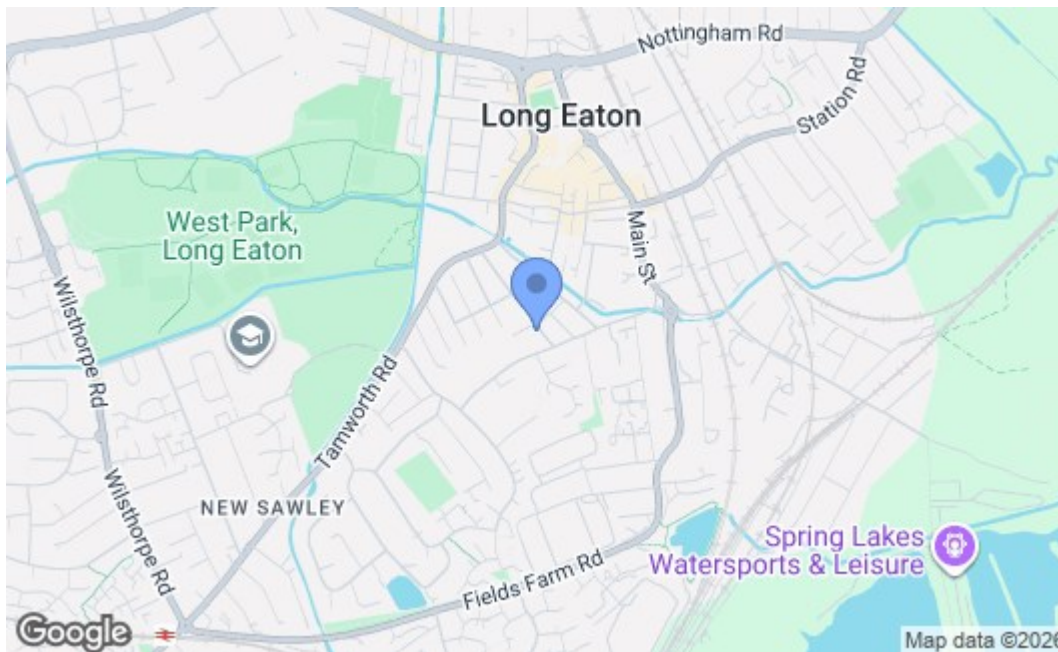 Nottingham Rd
Long Eaton
Station Rd
West Park,
Long Eaton
Main St
Wilsthorpe Rd
Tamworth Rd
Wilsthorpe Rd
NEW SAWLEY
Spring Lakes
Watersports & Leisure
Fields Farm Rd
Google
Map data ©2026